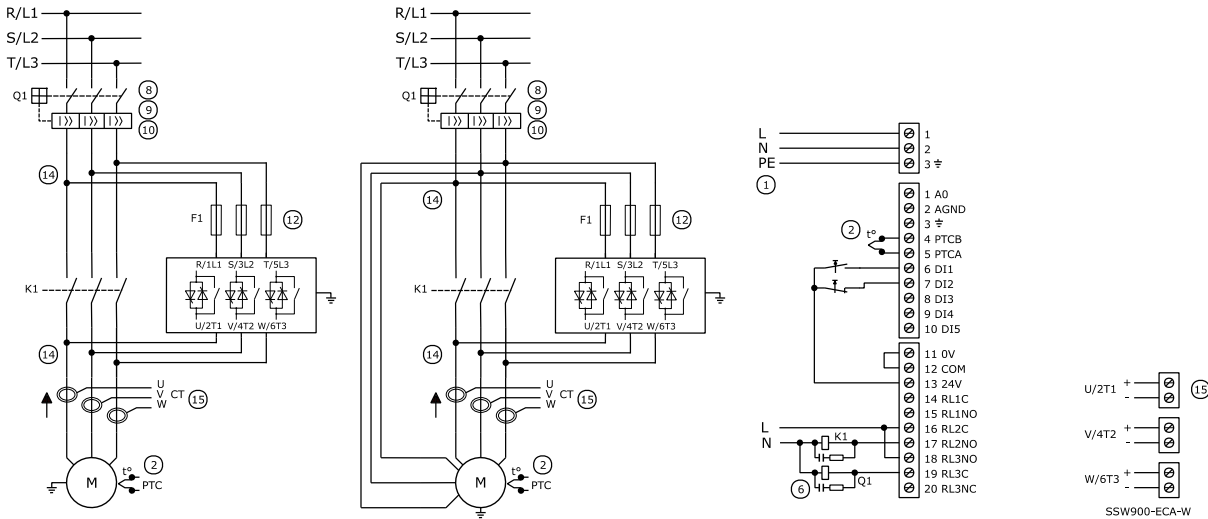 R/L1
S/L2
T/L3
Q1
8
9
10
I >>
I >>
I >>
14
F1
12
R/1L1 S/3L2 T/5L3
K1
U/2T1 V/4T2 W/6T3
14
U
V CT 15
W
2
t°
M
PTC
R/L1
S/L2
T/L3
Q1
8
9
10
I >>
I >>
I >>
14
F1
12
R/1L1 S/3L2 T/5L3
K1
U/2T1 V/4T2 W/6T3
14
U
V CT 15
W
2
t°
M
PTC
L
N
PE
1
1
2
3
2
t°
1 A0
2 AGND
3
4 PTCB
5 PTCA
6 DI1
7 DI2
8 DI3
9 DI4
10 DI5
11 0V
12 COM
13 24V
14 RL1C
15 RL1NO
16 RL2C
17 RL2NO
18 RL3NO
19 RL3C
20 RL3NC
L
N
K1
6
Q1
U/2T1 + -
15
V/4T2 + -
W/6T3 + -
SSW900-ECA-W